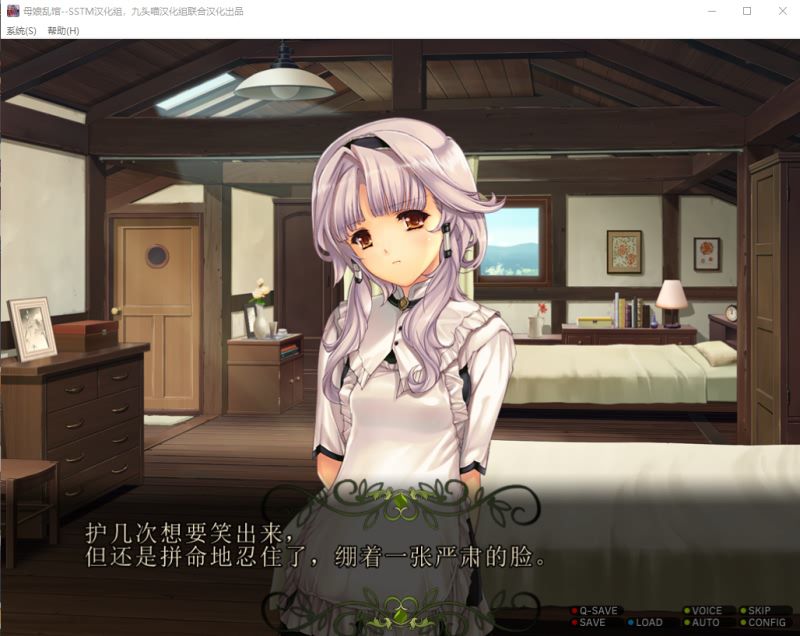 母娘乱馆--SSTM汉化组，九头喵汉化组联合汉化出品
系统(S) 帮助(H)
护几次想要笑出来，
但还是拼命地忍住了，绷着一张严肃的脸。
Q-SAVE VOICE SKIP
SAVE LOAD AUTO CONFIG